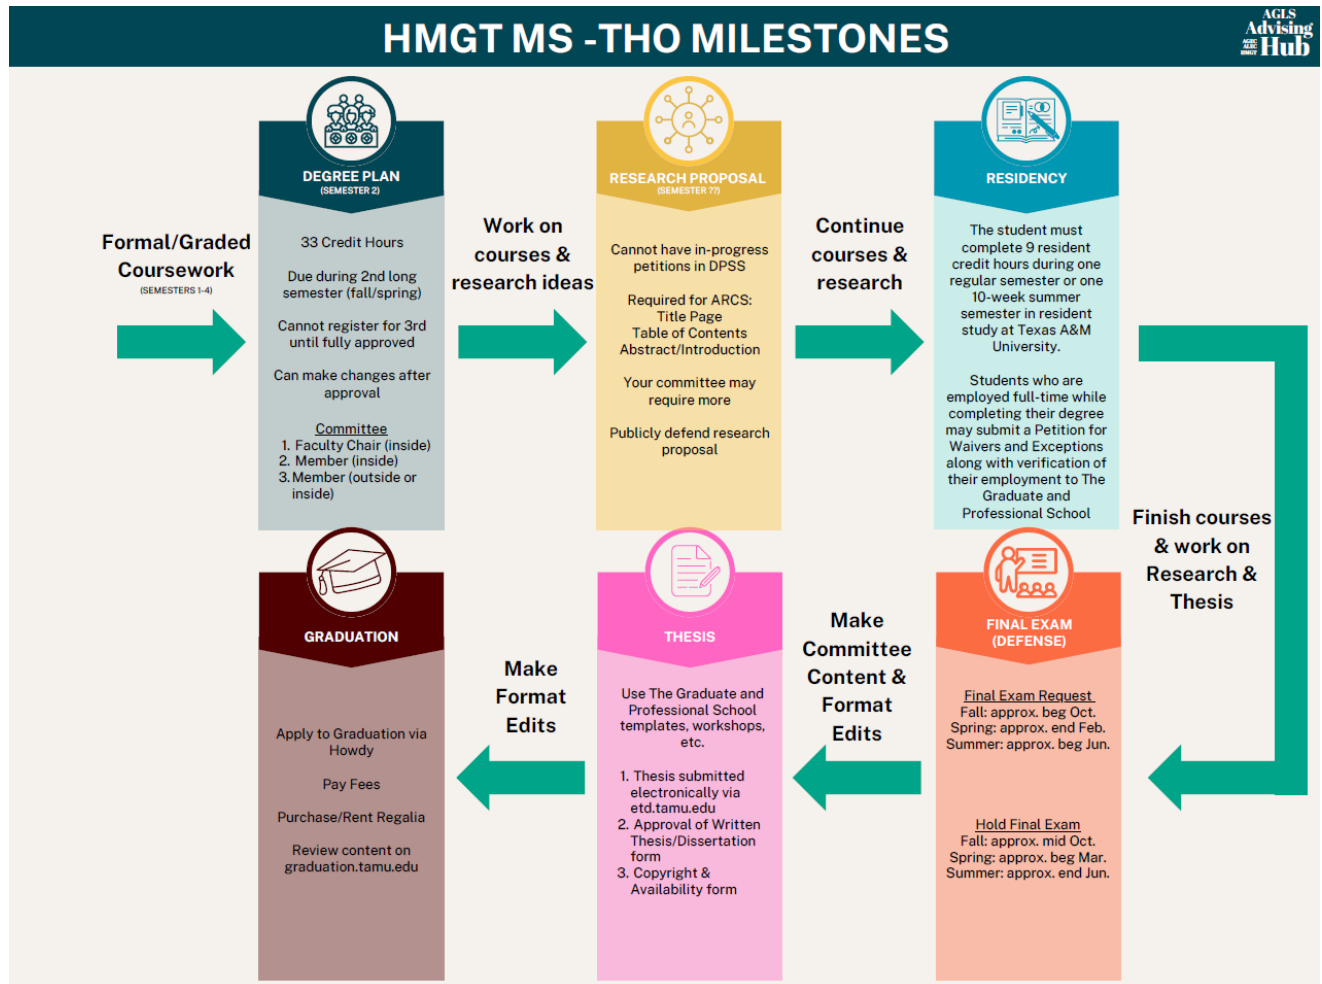 HMGT MS -THO MILESTONES
AGLS
Advising
AGEC
ALEC
HMGT
Hub
Formal/Graded
Coursework
(SEMESTERS 1-4)
DEGREE PLAN
(SEMESTER 2)
33 Credit Hours
Due during 2nd long
semester (fall/spring)
Cannot register for 3rd
until fully approved
Can make changes after
approval
Committee
1. Faculty Chair (inside)
2. Member (inside)
3. Member (outside or
inside)
Work on
courses &
research ideas
RESEARCH PROPOSAL
(SEMESTER ??)
Cannot have in-progress
petitions in DPSS
Required for ARCS:
Title Page
Table of Contents
Abstract/Introduction
Your committee may
require more
Publicly defend research
proposal
Continue
courses &
research
RESIDENCY
The student must
complete 9 resident
credit hours during one
regular semester or one
10-week summer
semester in resident
study at Texas A&M
University.
Students who are
employed full-time while
completing their degree
may submit a Petition for
Waivers and Exceptions
along with verification of
their employment to The
Graduate and
Professional School
Finish courses
& work on
Research &
Thesis
FINAL EXAM
(DEFENSE)
Final Exam Request
Fall: approx. beg Oct.
Spring: approx. end Feb.
Summer: approx. beg Jun.
Hold Final Exam
Fall: approx. mid Oct.
Spring: approx. beg Mar.
Summer: approx. end Jun.
Make
Committee
Content &
Format
Edits
THESIS
Use The Graduate and
Professional School
templates, workshops,
etc.
1. Thesis submitted
electronically via
etd.tamu.edu
2. Approval of Written
Thesis/Dissertation
form
3. Copyright &
Availability form
Make
Format
Edits
GRADUATION
Apply to Graduation via
Howdy
Pay Fees
Purchase/Rent Regalia
Review content on
graduation.tamu.edu